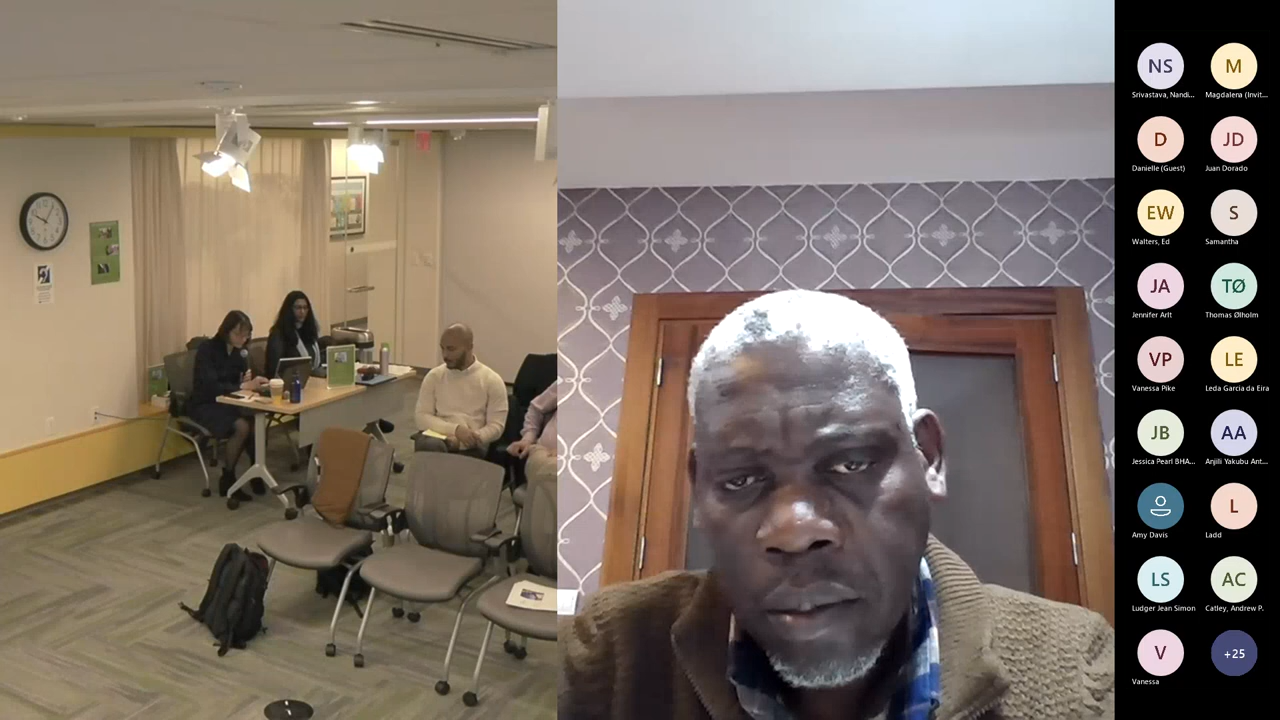 NS
M
Srivastava, Nandi...
Magdalena (Invit...
D
JD
Danielle (Guest)
Juan Dorado
EW
S
Walters, Ed
Samantha
JA
TØ
Jennifer Arlt
Thomas Ølholm
VP
LE
Vanessa Pike
Leda Garcia da Eira
JB
AA
Jessica Pearl BHA...
Anjili Yakubu Ant...
L
Amy Davis
Ladd
LS
AC
Ludger Jean Simon
Catley, Andrew P.
V
+25
Vanessa